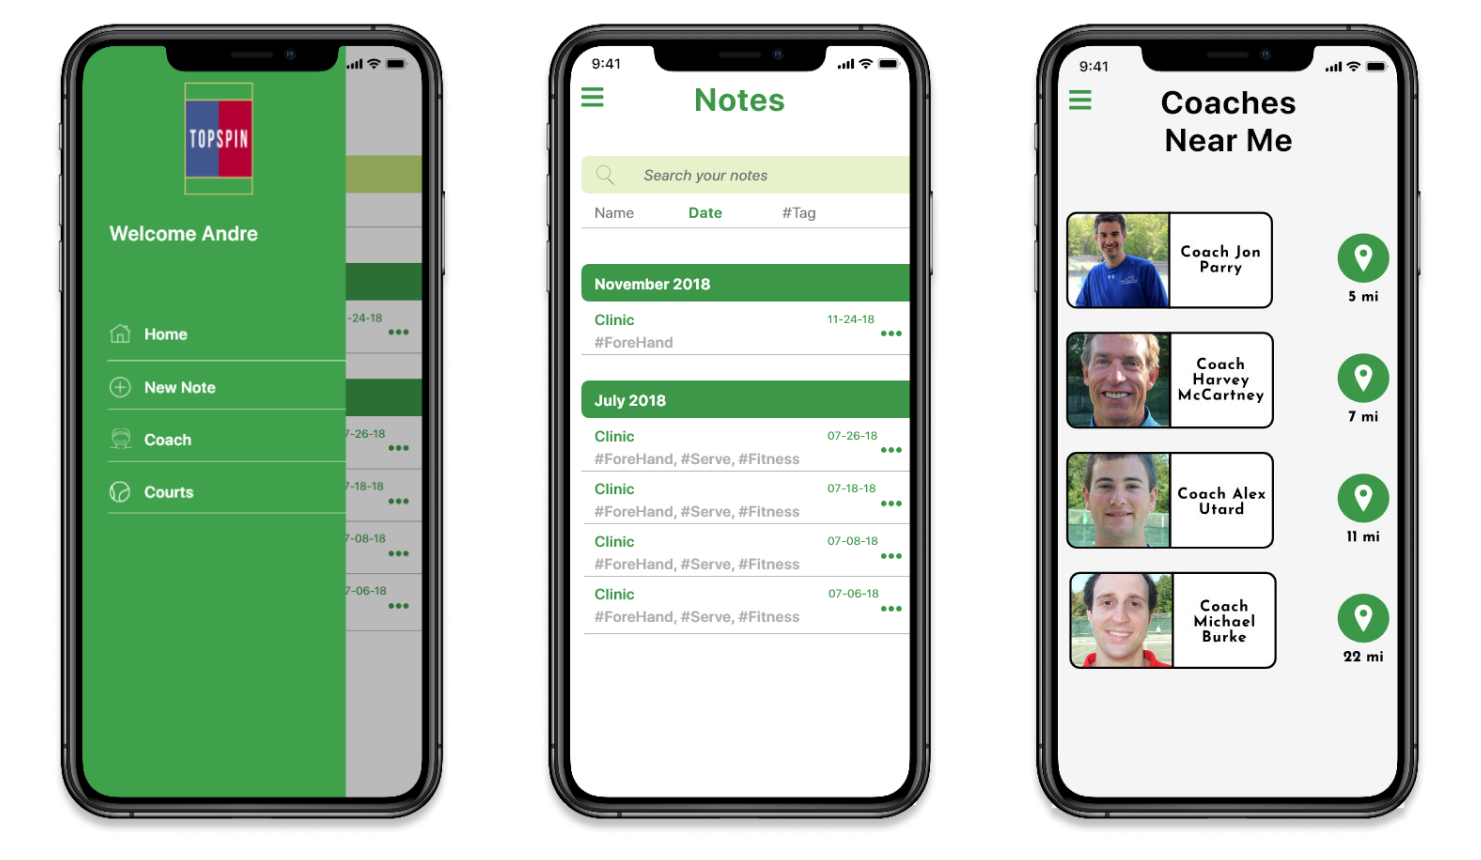 TOPSPIN
Welcome Andre
Home
New Note
Coach
Courts
-24-18
7-26-18
7-18-18
7-08-18
7-06-18
9:41
Notes
Search your notes
Name Date #Tag
November 2018
Clinic 11-24-18
#ForeHand
July 2018
Clinic 07-26-18
#ForeHand, #Serve, #Fitness
Clinic 07-18-18
#ForeHand, #Serve, #Fitness
Clinic 07-08-18
#ForeHand, #Serve, #Fitness
Clinic 07-06-18
#ForeHand, #Serve, #Fitness
9:41
Coaches
Near Me
Coach Jon
Parry
5 mi
Coach
Harvey
McCartney
7 mi
Coach Alex
Utard
11 mi
Coach
Michael
Burke
22 mi